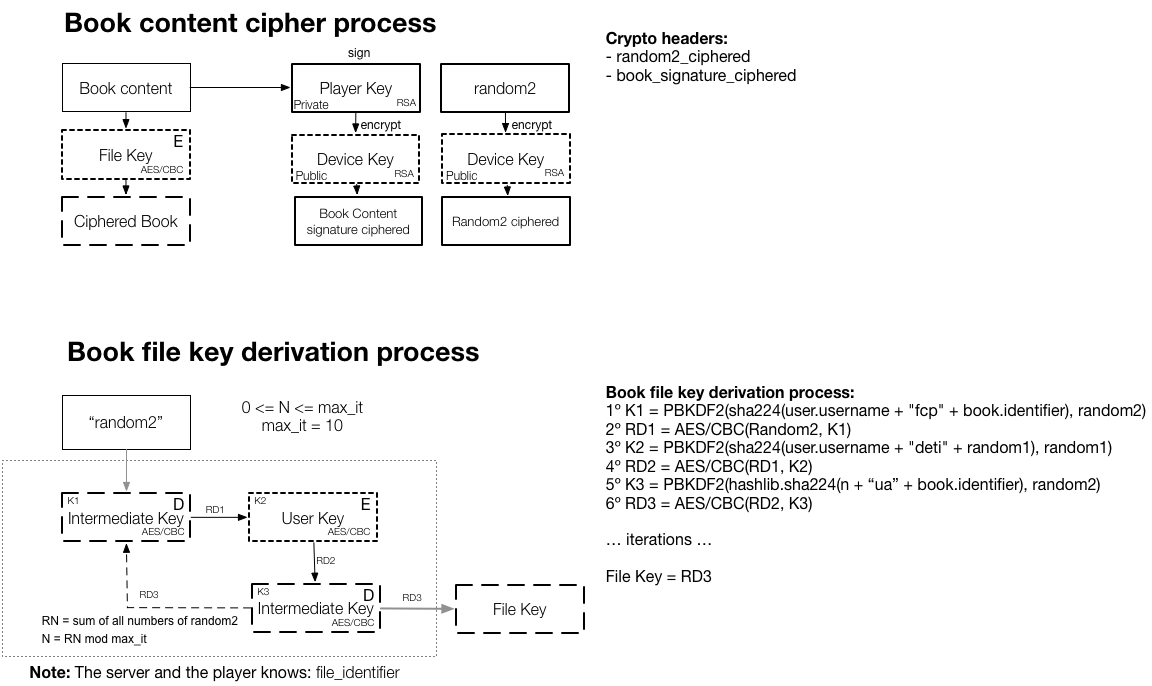 Book content cipher process
Crypto headers:
- random2_ciphered
- book_signature_ciphered
sign
Book content
Player Key
Private
RSA
random2
encrypt
encrypt
E
File Key
AES/CBC
Device Key
Public
RSA
Device Key
Public
RSA
Ciphered Book
Book Content
signature ciphered
Random2 ciphered
Book file key derivation process
“random2”
0 <= N <= max_it
max_it = 10
Book file key derivation process:
1º K1 = PBKDF2(sha224(user.username + "fcp" + book.identifier), random2)
2º RD1 = AES/CBC(Random2, K1)
3º K2 = PBKDF2(sha224(user.username + "deti" + random1), random1)
4º RD2 = AES/CBC(RD1, K2)
5º K3 = PBKDF2(hashlib.sha224(n + “ua” + book.identifier), random2)
6º RD3 = AES/CBC(RD2, K3)
… iterations …
File Key = RD3
K1
D
Intermediate Key
AES/CBC
RD1
K2
E
User Key
AES/CBC
RD2
K3
D
Intermediate Key
AES/CBC
RD3
RD3
File Key
RN = sum of all numbers of random2
N = RN mod max_it
Note: The server and the player knows: file_identifier